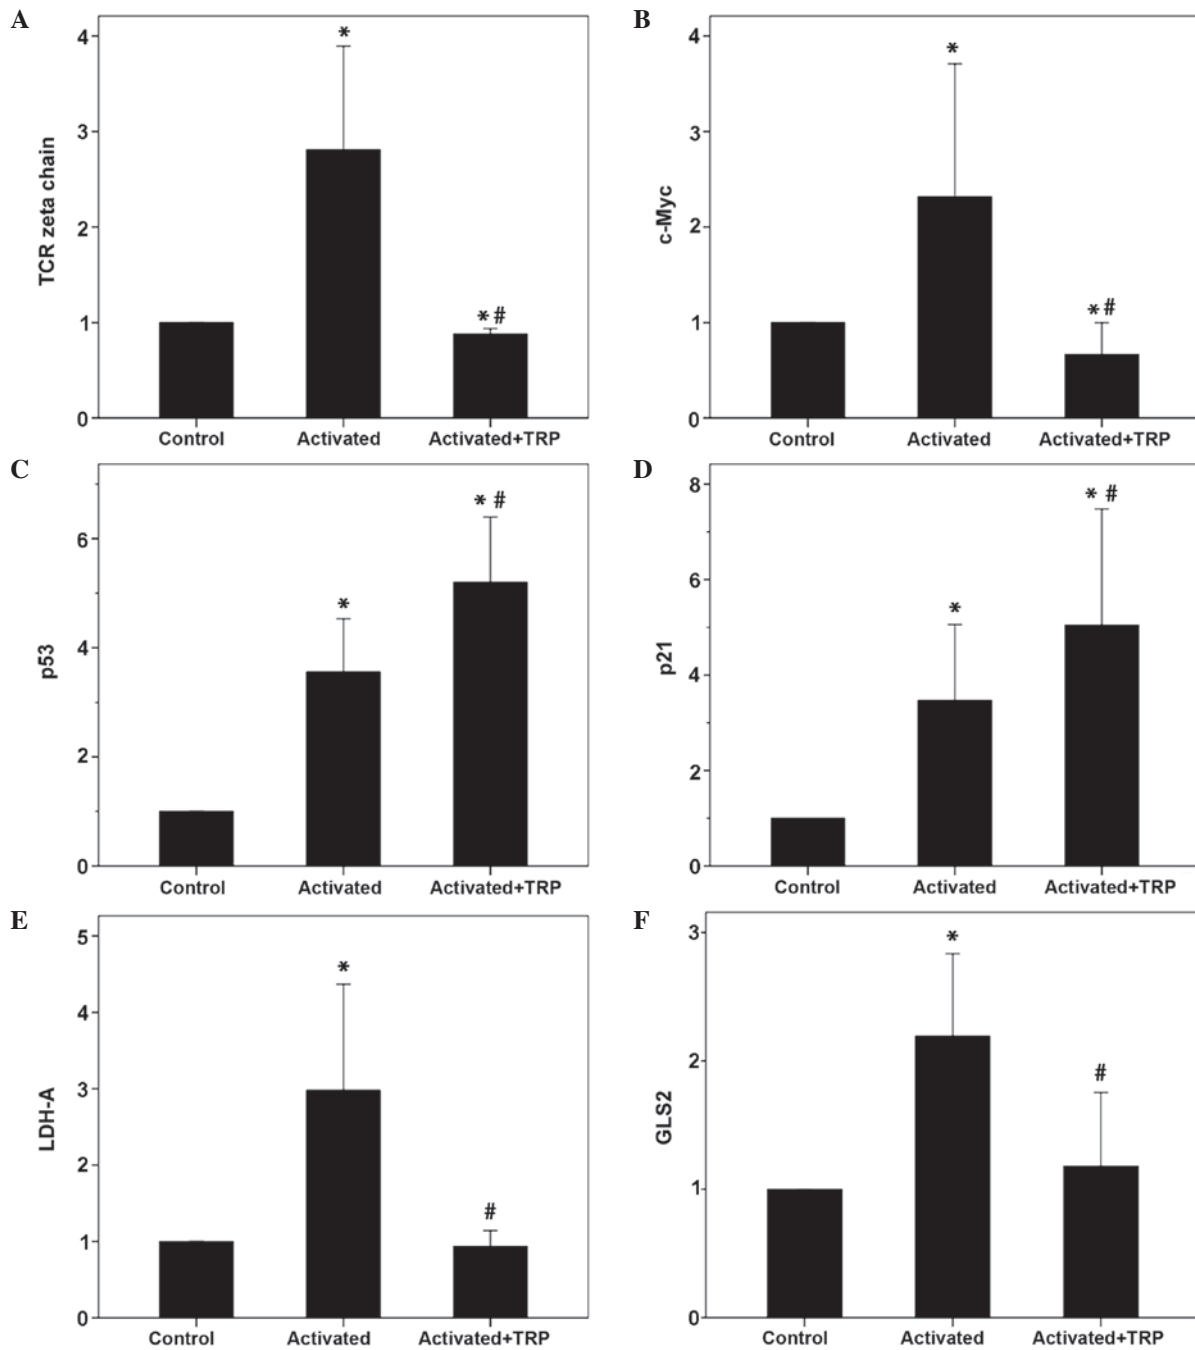 A
TCR zeta chain
4
3
2
1
0
*
*#
Control Activated Activated+TRP
B
c-Myc
4
3
2
1
0
*
*#
Control Activated Activated+TRP
C
p53
6
4
2
0
*
* #
Control Activated Activated+TRP
D
p21
8
6
4
2
0
*
* #
Control Activated Activated+TRP
E
LDH-A
5
4
3
2
1
0
*
#
Control Activated Activated+TRP
F
GLS2
3
2
1
0
*
#
Control Activated Activated+TRP